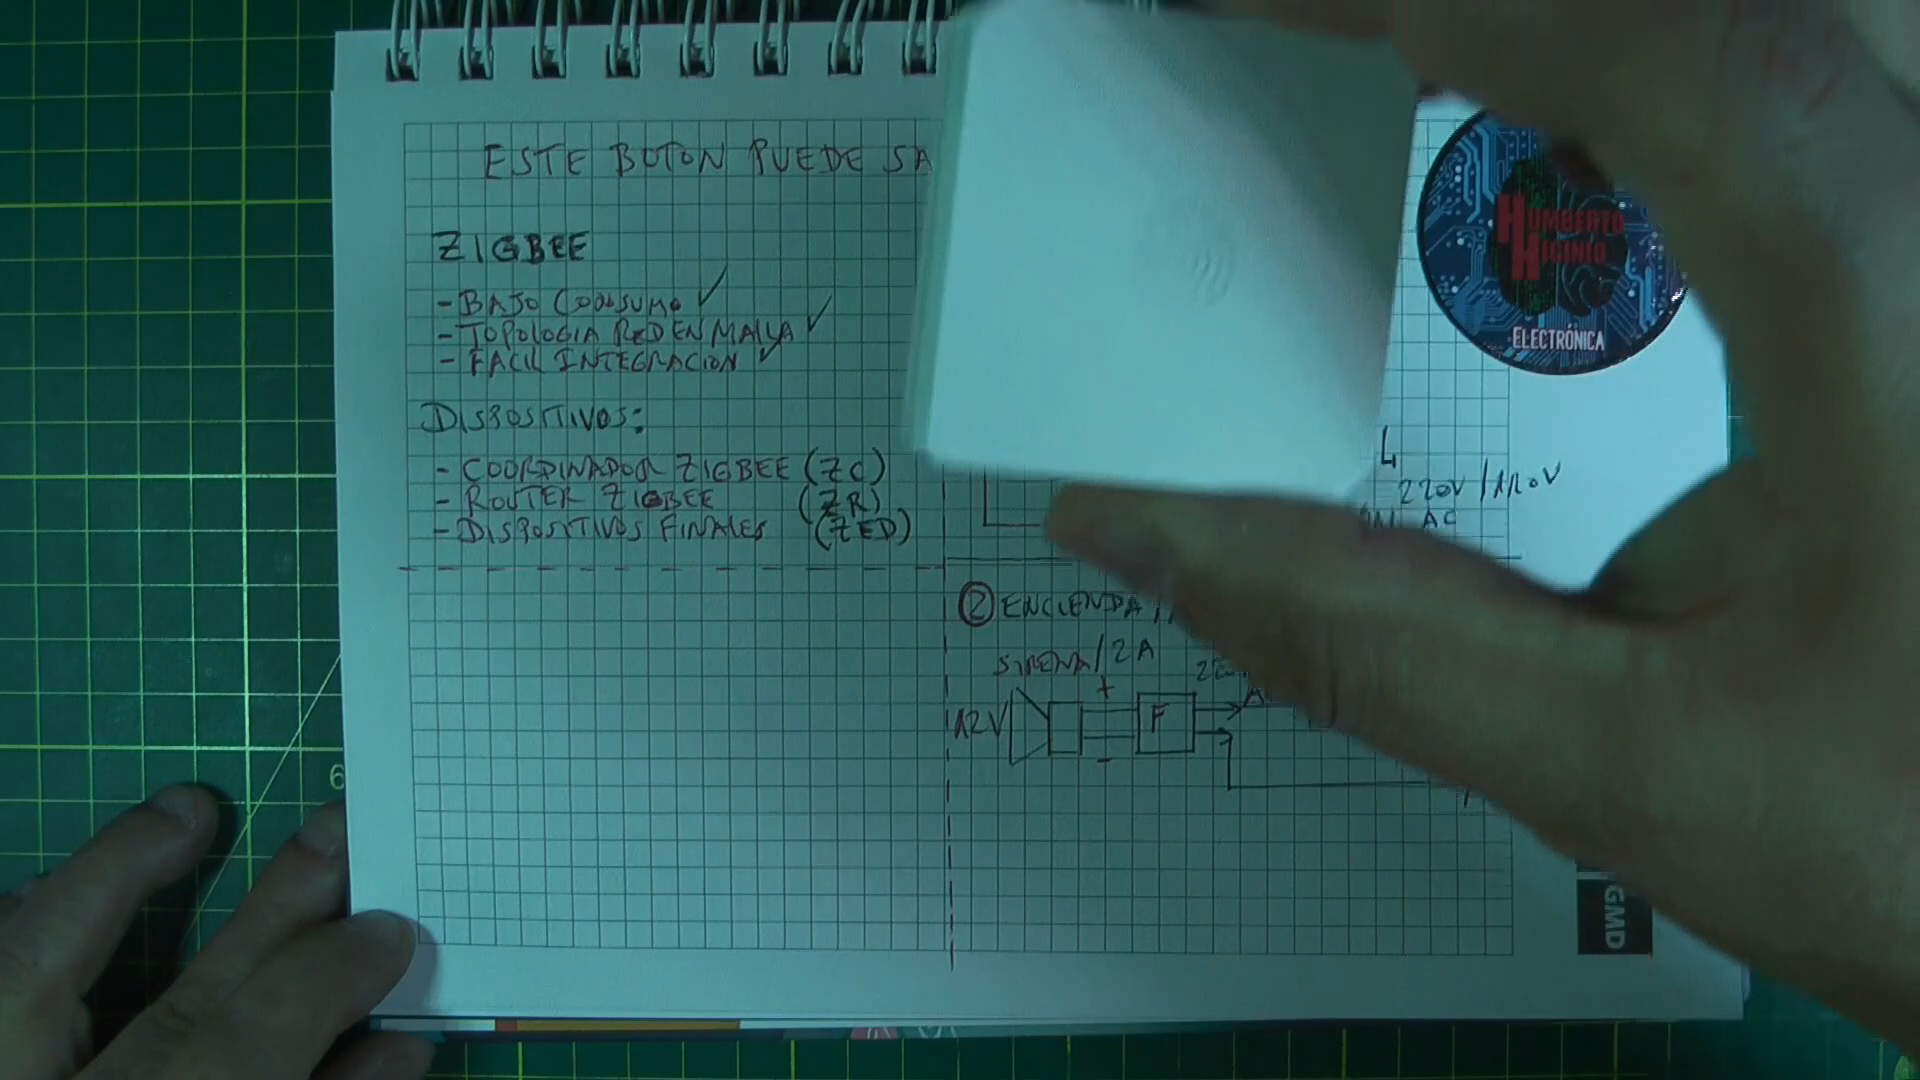 ESTE BOTON PUEDE SA
ZIGBEE
- BAJO CONSUMO ✓
- TOPOLOGIA RED EN MALLA ✓
- FACIL INTEGRACION ✓
DISPOSITIVOS:
- COORDINADOR ZIGBEE (ZC)
- ROUTER ZIGBEE (ZR)
- DISPOSITIVOS FINALES (ZED)
HUMBERTO
HIGINIO
ELECTRÓNICA
L
220V/110V
AC
② ENCIENDA
SIRENA/2A
+
12V
F
-
6
GMD